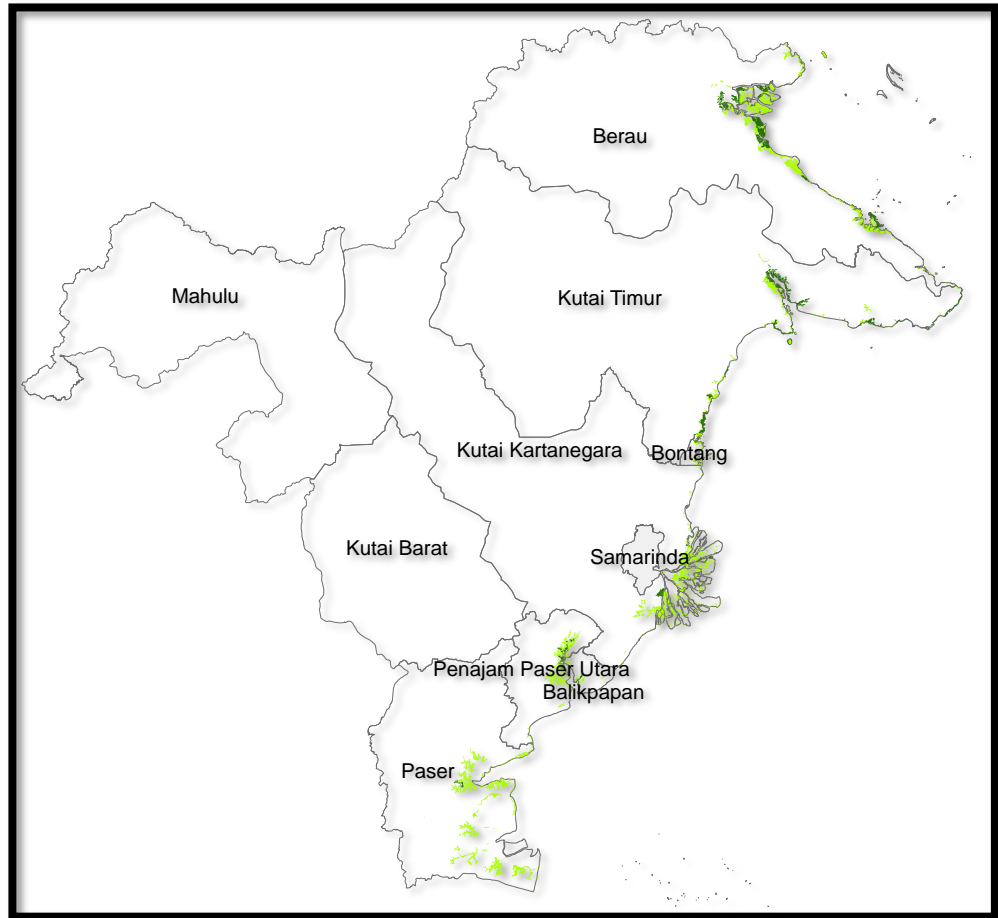 Berau
Mahulu
Kutai Timur
Kutai Kartanegara
Bontang
Kutai Barat
Samarinda
Penajam Paser Utara
Balikpapan
Paser